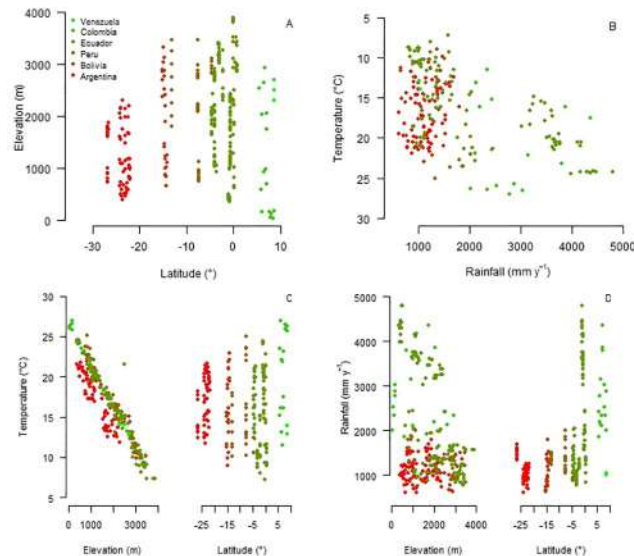 A
Venezuela
Colombia
Ecuador
Peru
Bolivia
Argentina
4000
3000
2000
1000
0
Elevation (m)
-30 -20 -10 0 10
Latitude (°)
B
5
10
15
20
25
30
Temperature (°C)
1000 2000 3000 4000 5000
Rainfall (mm y⁻¹)
C
30
25
20
15
10
5
Temperature (°C)
0 1000 2000 4000
-25 -15 -5 5
Elevation (m)
Latitude (°)
D
5000
4000
3000
2000
1000
Rainfall (mm y⁻¹)
0 1000 2000 4000
-25 -15 -5 5
Elevation (m)
Latitude (°)